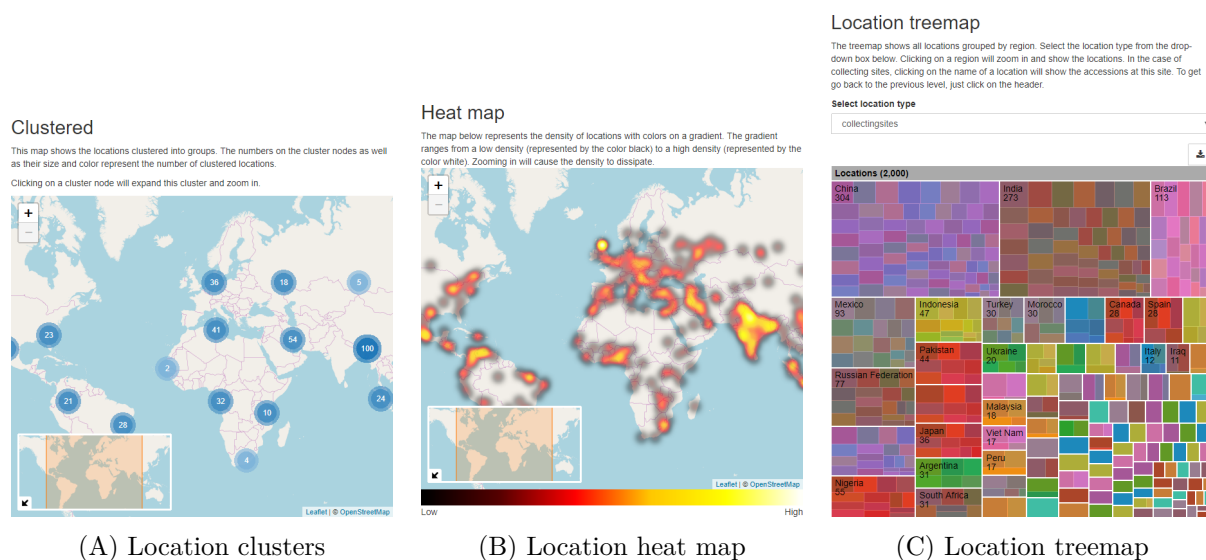 Clustered
This map shows the locations clustered into groups. The numbers on the cluster nodes as well
as their size and color represent the number of clustered locations.
Clicking on a cluster node will expand this cluster and zoom in.
+
−
36
18
5
23
41
54
100
2
21
32
10
24
28
4
Leaflet | © OpenStreetMap
(A) Location clusters
Heat map
The map below represents the density of locations with colors on a gradient. The gradient
ranges from a low density (represented by the color black) to a high density (represented by the
color white). Zooming in will cause the density to dissipate.
+
−
Leaflet | © OpenStreetMap
Low
High
(B) Location heat map
Location treemap
The treemap shows all locations grouped by region. Select the location type from the drop-
down box below. Clicking on a region will zoom in and show the locations. In the case of
collecting sites, clicking on the name of a location will show the accessions at this site. To get
go back to the previous level, just click on the header.
Select location type
collectingsites
Locations (2,000)
China
304
India
273
Brazil
113
Mexico
93
Indonesia
47
Turkey
30
Morocco
30
Canada
28
Spain
28
Pakistan
44
Ukraine
20
Italy
12
Iraq
11
Russian Federation
77
Malaysia
18
Japan
36
Viet Nam
17
Peru
17
Argentina
31
Nigeria
55
South Africa
31
(C) Location treemap